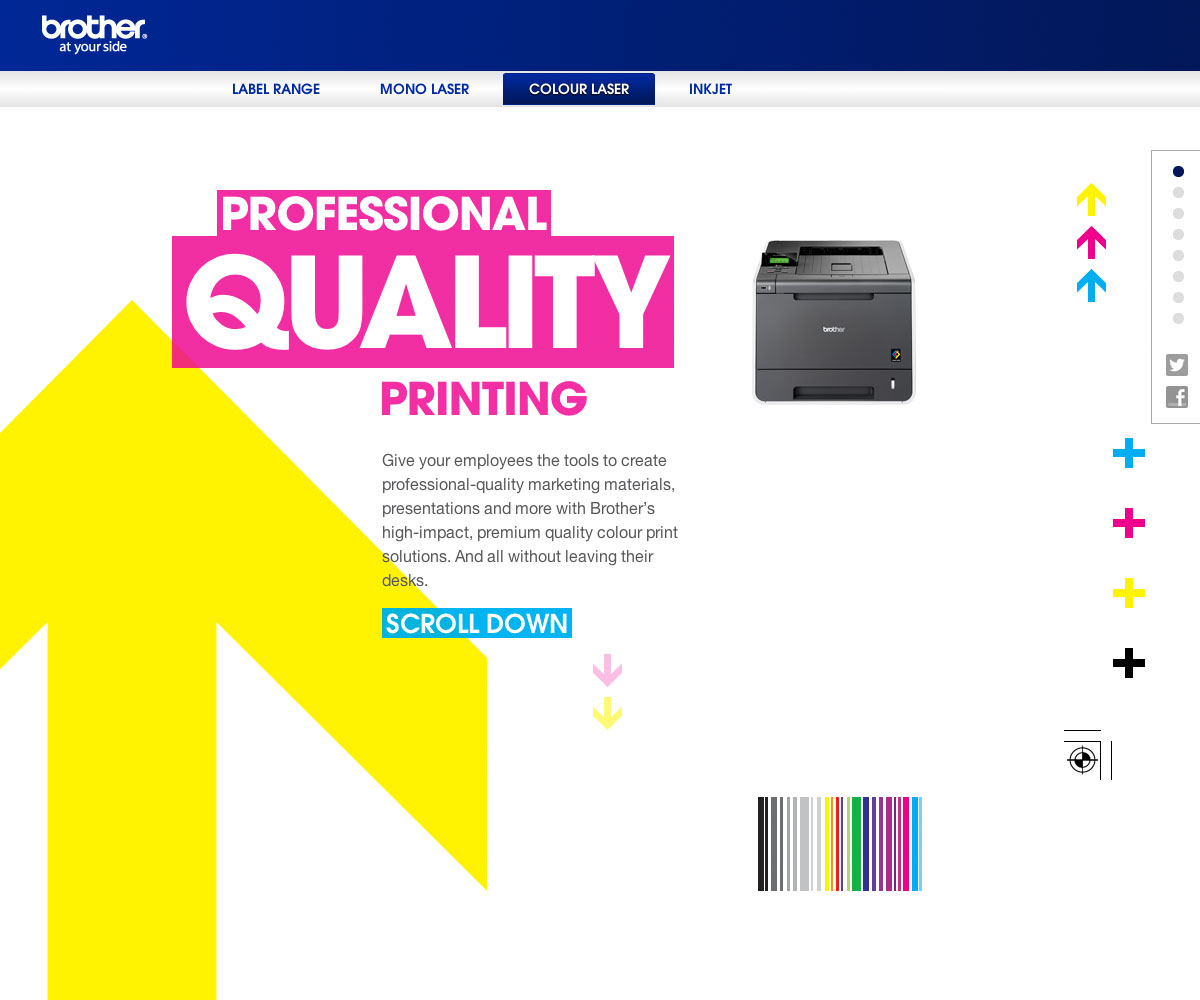 brother®
at your side
LABEL RANGE
MONO LASER
COLOUR LASER
INKJET
PROFESSIONAL
QUALITY
PRINTING
Give your employees the tools to create
professional-quality marketing materials,
presentations and more with Brother’s
high-impact, premium quality colour print
solutions. And all without leaving their
desks.
SCROLL DOWN
brother